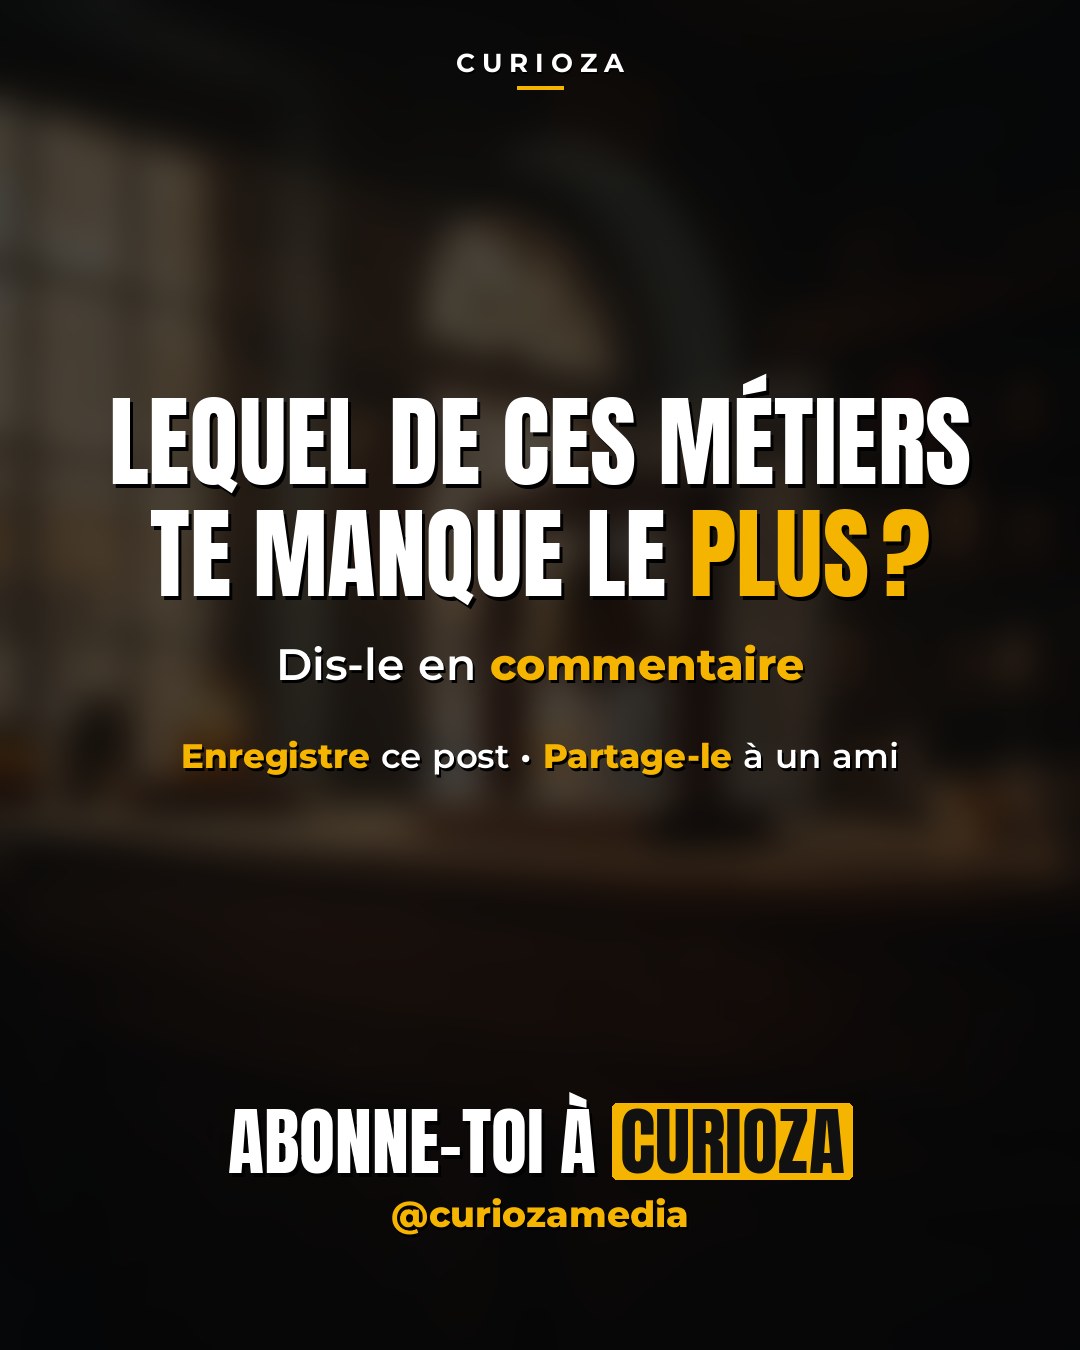 CURIOZA
LEQUEL DE CES MÉTIERS
TE MANQUE LE PLUS ?
Dis-le en commentaire
Enregistre ce post • Partage-le à un ami
ABONNE-TOI À CURIOZA
@curiozamedia